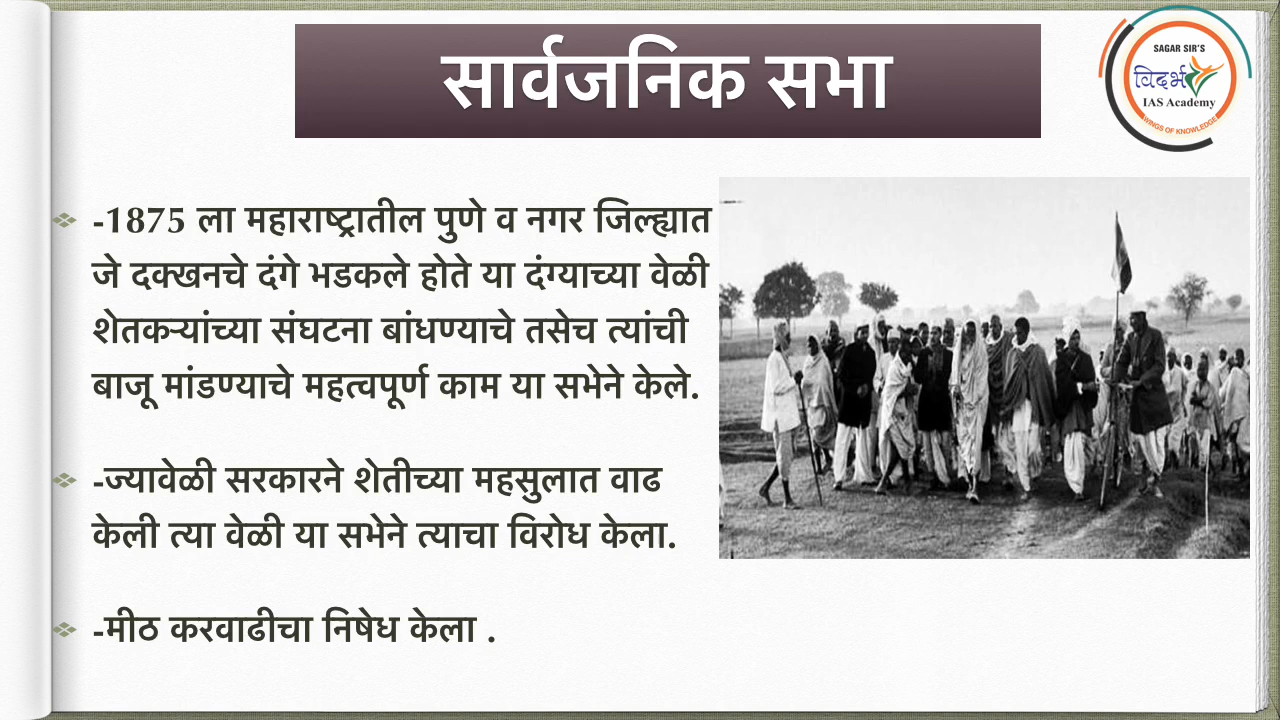 सार्वजनिक सभा
SAGAR SIR'S
विदर्भ
IAS Academy
WINGS OF KNOWLEDGE
-1875 ला महाराष्ट्रातील पुणे व नगर जिल्ह्यात
जे दक्खनचे दंगे भडकले होते या दंग्याच्या वेळी
शेतकऱ्यांच्या संघटना बांधण्याचे तसेच त्यांची
बाजू मांडण्याचे महत्वपूर्ण काम या सभेने केले.
-ज्यावेळी सरकारने शेतीच्या महसुलात वाढ
केली त्या वेळी या सभेने त्याचा विरोध केला.
-मीठ करवाढीचा निषेध केला .